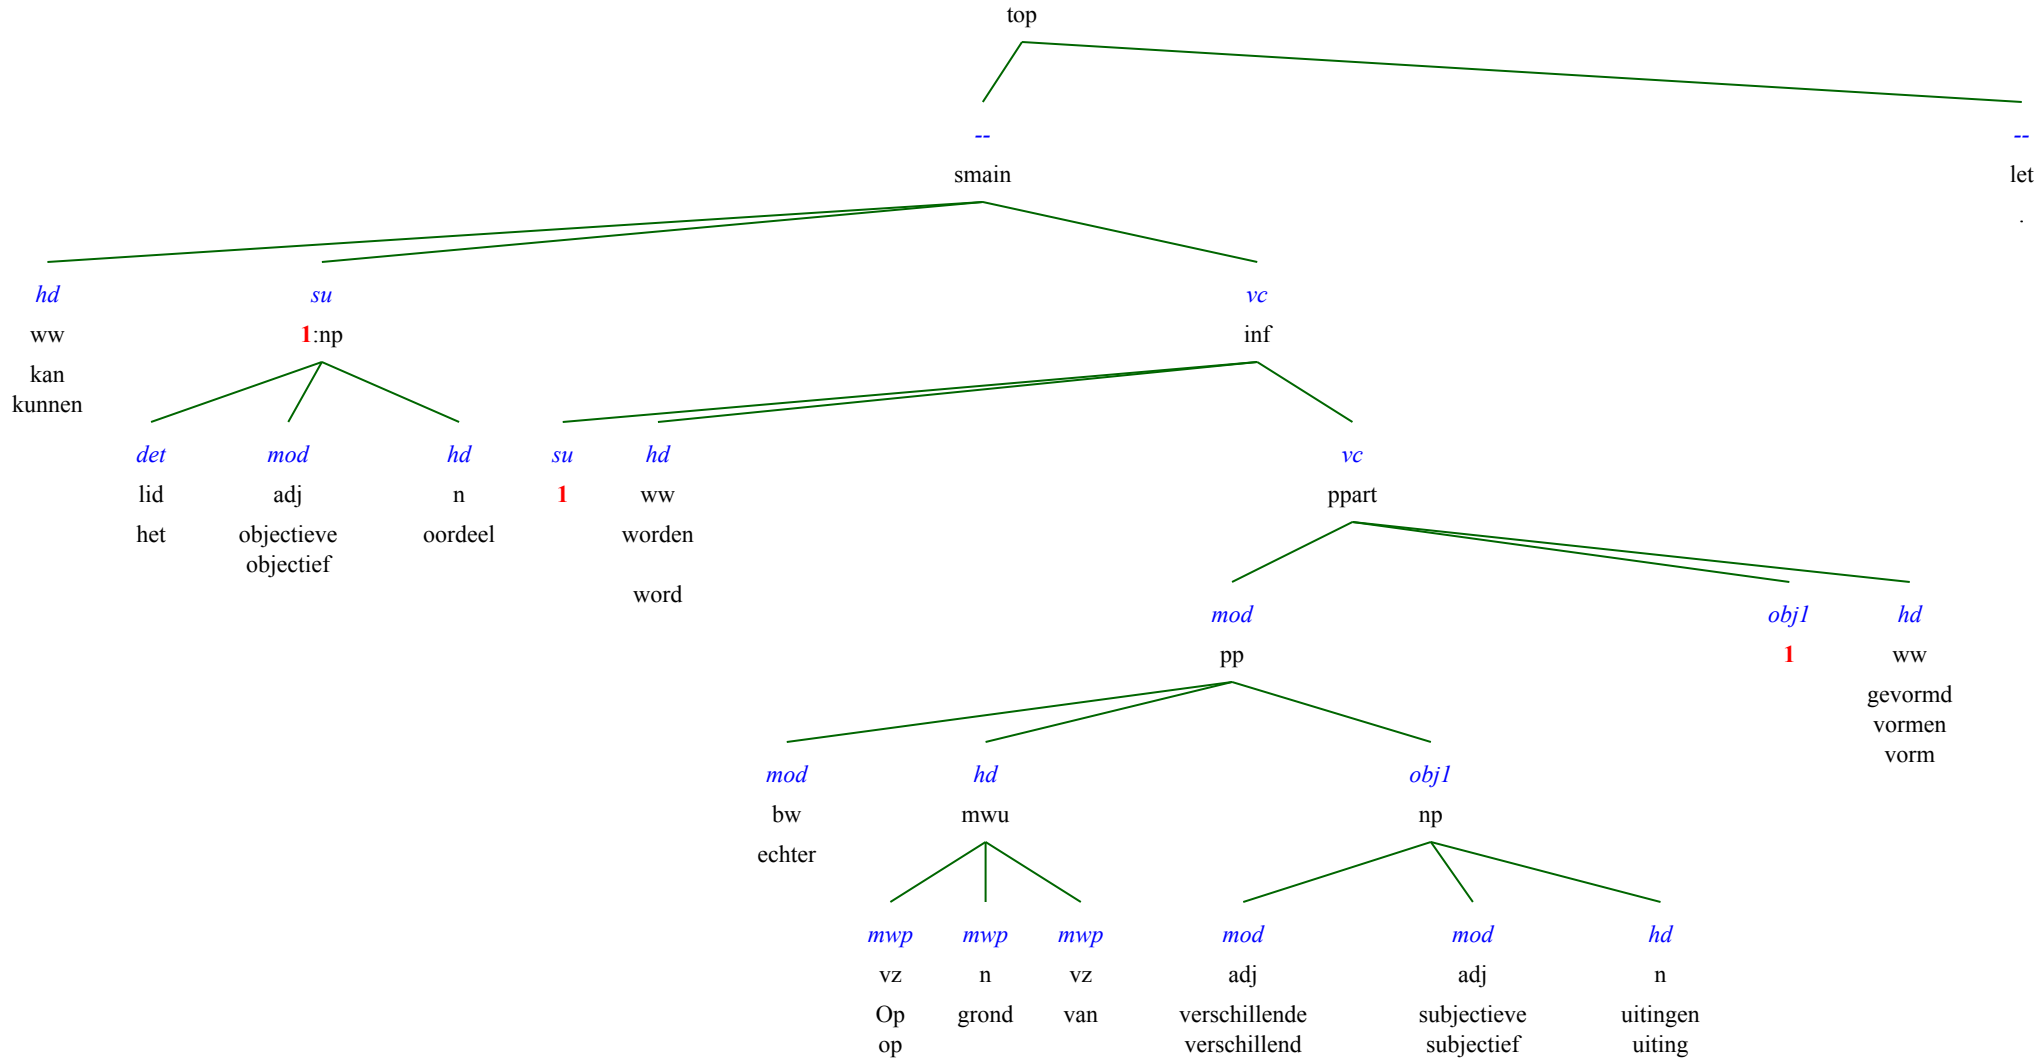 top
-- --
smain let
.
hd su vc
ww 1:np inf
kan
kunnen
det mod hd su hd vc
lid adj n 1 ww ppart
het objectieve oordeel worden
objectief
word
mod obj1 hd
pp 1 ww
gevormd
vormen
vorm
mod hd obj1
bw mwu np
echter
mwp mwp mwp mod mod hd
vz n vz adj adj n
Op grond van verschillende subjectieve uitingen
op verschillend subjectief uiting